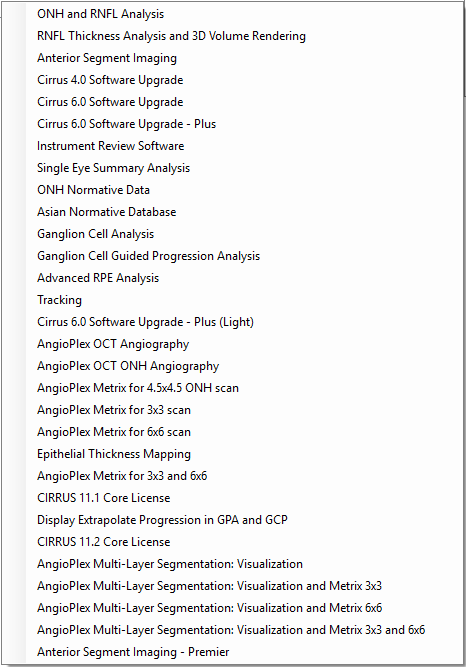 ONH and RNFL Analysis
RNFL Thickness Analysis and 3D Volume Rendering
Anterior Segment Imaging
Cirrus 4.0 Software Upgrade
Cirrus 6.0 Software Upgrade
Cirrus 6.0 Software Upgrade - Plus
Instrument Review Software
Single Eye Summary Analysis
ONH Normative Data
Asian Normative Database
Ganglion Cell Analysis
Ganglion Cell Guided Progression Analysis
Advanced RPE Analysis
Tracking
Cirrus 6.0 Software Upgrade - Plus (Light)
AngioPlex OCT Angiography
AngioPlex OCT ONH Angiography
AngioPlex Metrix for 4.5x4.5 ONH scan
AngioPlex Metrix for 3x3 scan
AngioPlex Metrix for 6x6 scan
Epithelial Thickness Mapping
AngioPlex Metrix for 3x3 and 6x6
CIRRUS 11.1 Core License
Display Extrapolate Progression in GPA and GCP
CIRRUS 11.2 Core License
AngioPlex Multi-Layer Segmentation: Visualization
AngioPlex Multi-Layer Segmentation: Visualization and Metrix 3x3
AngioPlex Multi-Layer Segmentation: Visualization and Metrix 6x6
AngioPlex Multi-Layer Segmentation: Visualization and Metrix 3x3 and 6x6
Anterior Segment Imaging - Premier